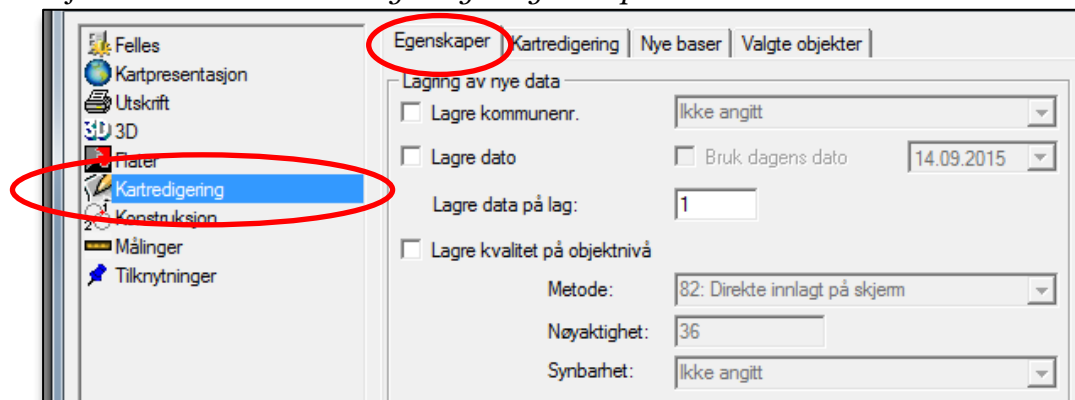 Felles
Kartpresentasjon
Utskrift
3D
Flater
Kartredigering
Konstruksjon
Målinger
Tilknytninger
Egenskaper Kartredigering Nye baser Valgte objekter
Lagring av nye data
Lagre kommunenr. Ikke angitt
Lagre dato Bruk dagens dato 14.09.2015
Lagre data på lag: 1
Lagre kvalitet på objektnivå
Metode: 82: Direkte innlagt på skjerm
Nøyaktighet: 36
Synbarhet: Ikke angitt